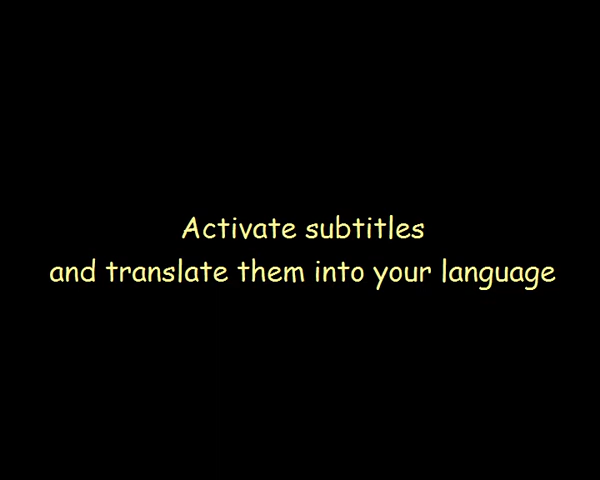 Activate subtitles
and translate them into your language